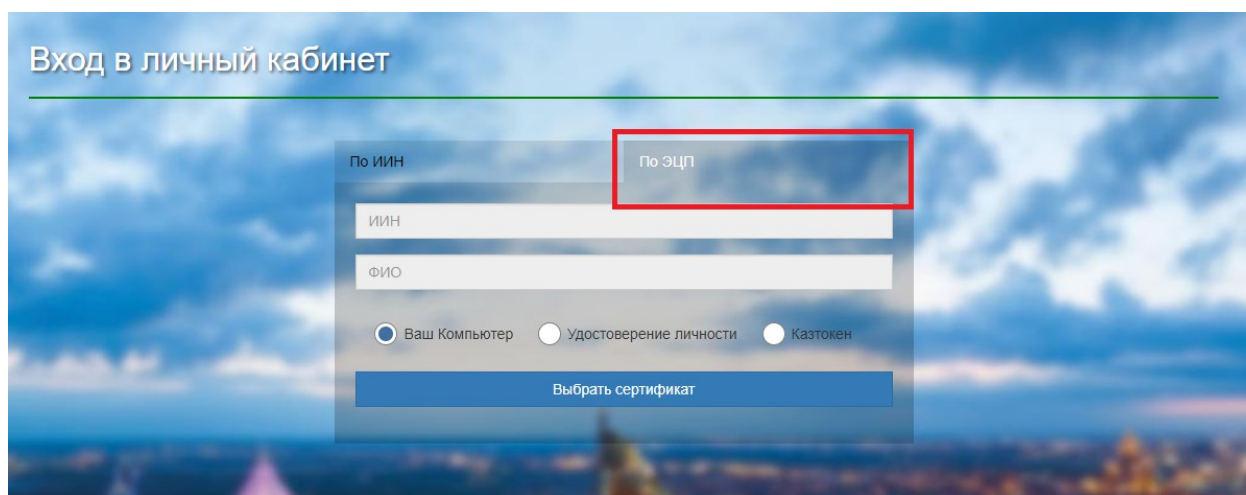 Вход в личный кабинет
По ИИН По ЭЦП
ИИН
ФИО
Ваш Компьютер Удостоверение личности Казтокен
Выбрать сертификат